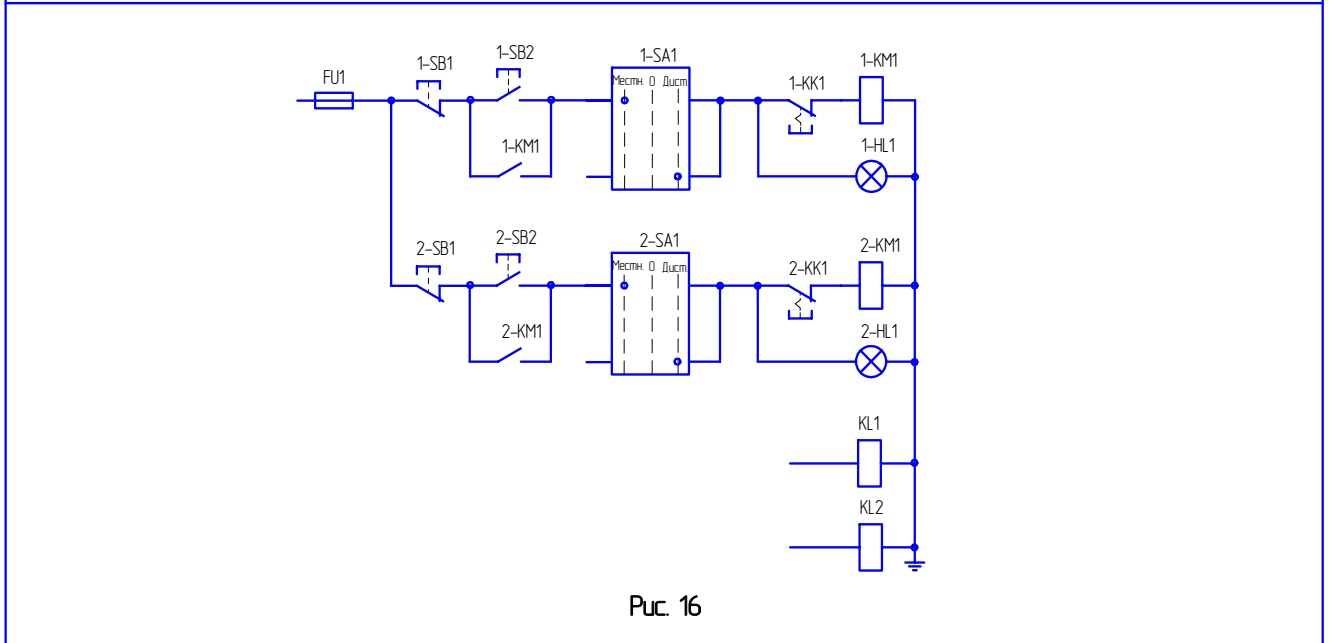 FU1
1-SB1
1-SB2
1-KM1
1-SA1
Местн. 0 Дист.
1-KK1
1-KM1
1-HL1
2-SB1
2-SB2
2-KM1
2-SA1
Местн. 0 Дист.
2-KK1
2-KM1
2-HL1
KL1
KL2
Рис. 16